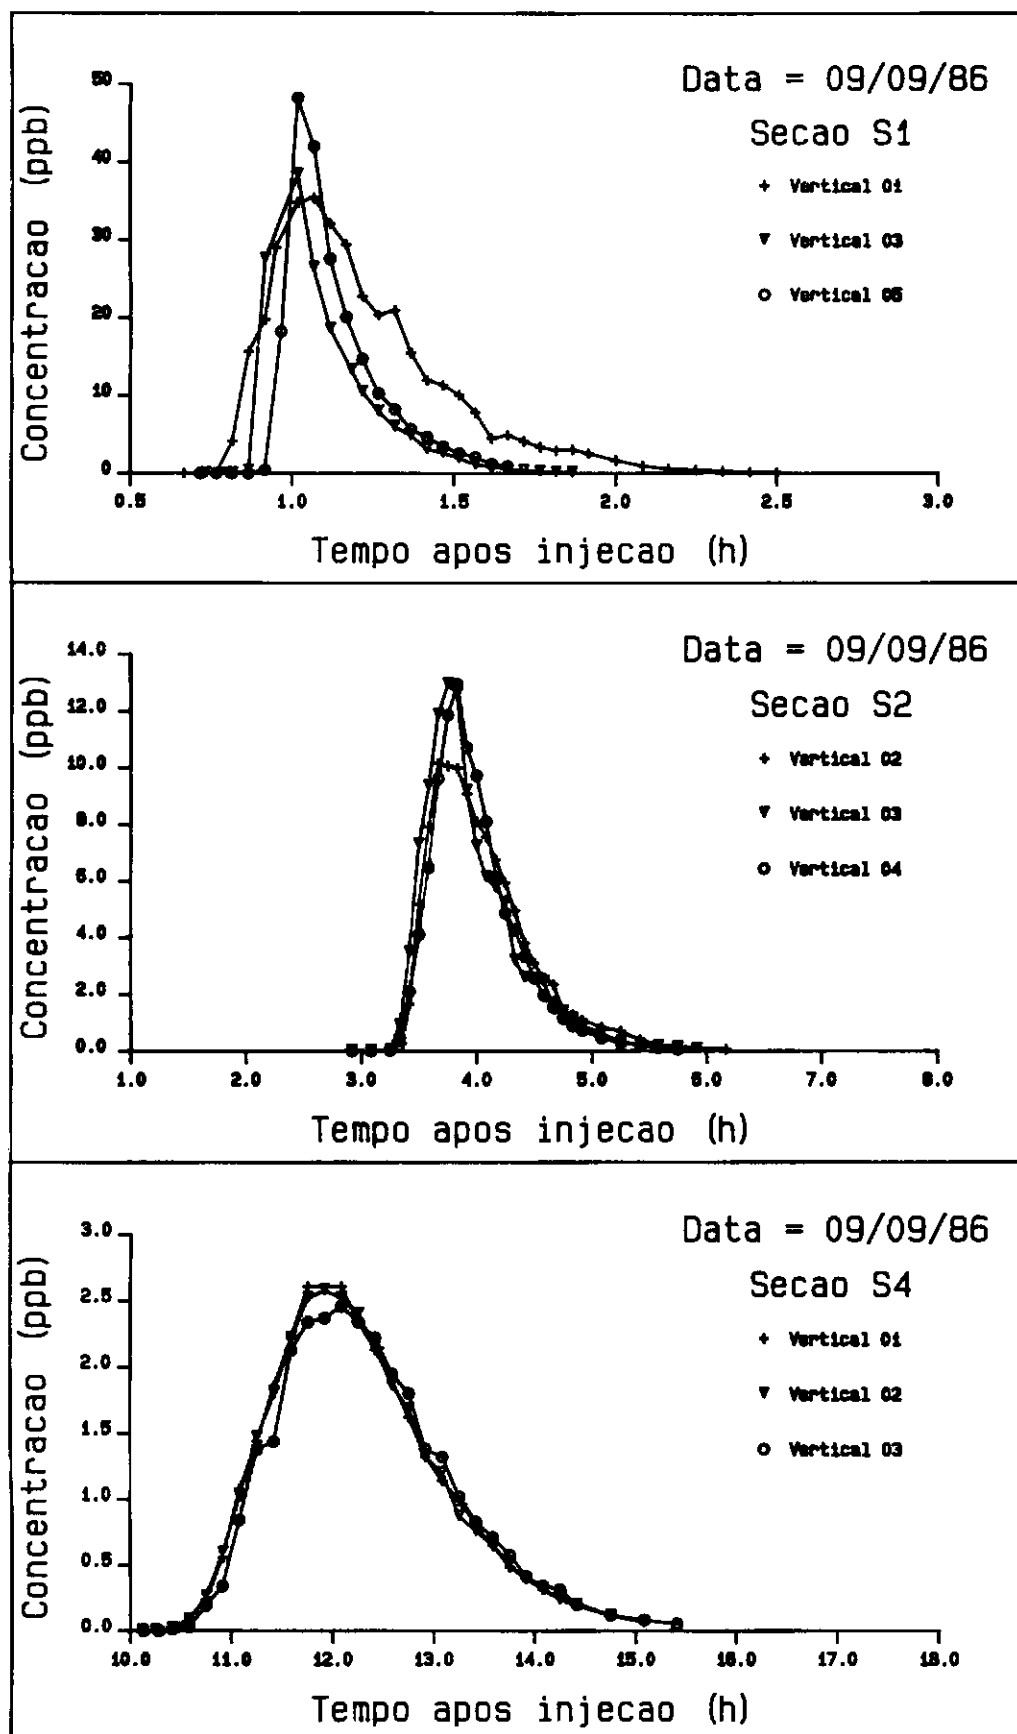 Data = 09/09/86
Secao S1
+ Vertical 01
▼ Vertical 03
o Vertical 05
Concentracao (ppb)
50
40
30
20
10
0
0.5 1.0 1.5 2.0 2.5 3.0
Tempo apos injecao (h)
Data = 09/09/86
Secao S2
+ Vertical 02
▼ Vertical 03
o Vertical 04
Concentracao (ppb)
14.0
12.0
10.0
8.0
6.0
4.0
2.0
0.0
1.0 2.0 3.0 4.0 5.0 6.0 7.0 8.0
Tempo apos injecao (h)
Data = 09/09/86
Secao S4
+ Vertical 01
▼ Vertical 02
o Vertical 03
Concentracao (ppb)
3.0
2.5
2.0
1.5
1.0
0.5
0.0
10.0 11.0 12.0 13.0 14.0 15.0 16.0 17.0 18.0
Tempo apos injecao (h)